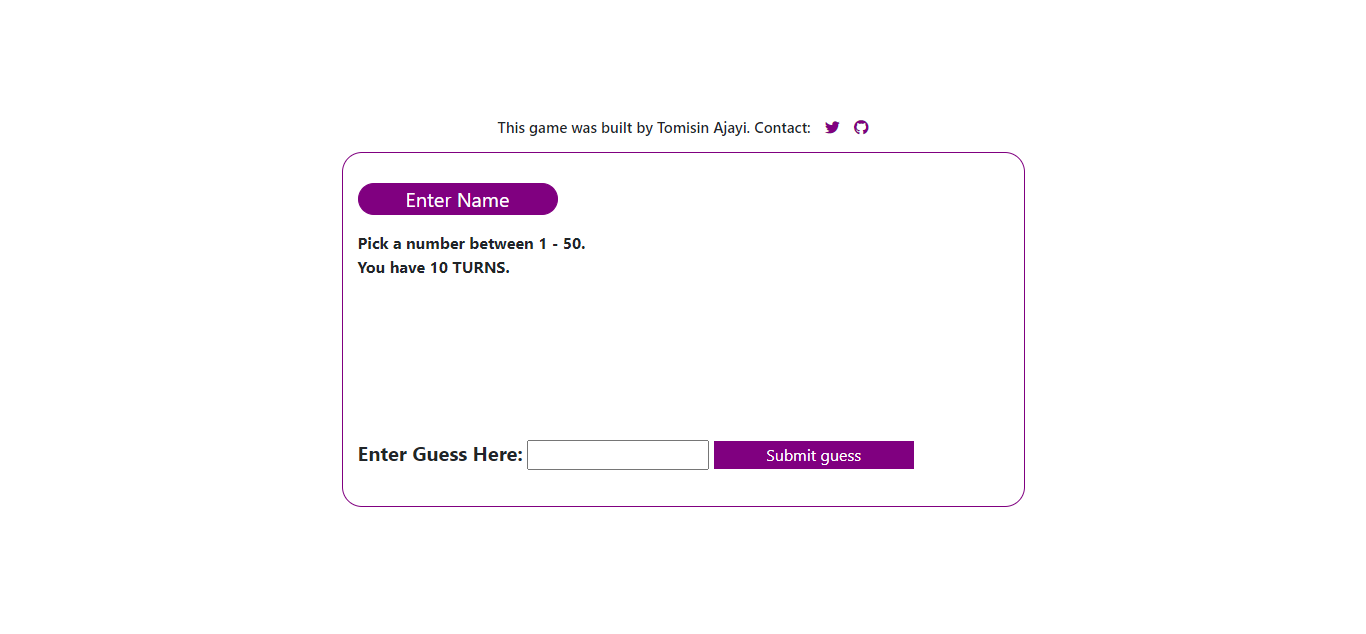 This game was built by Tomisin Ajayi. Contact:
Enter Name
Pick a number between 1 - 50.
You have 10 TURNS.
Enter Guess Here: Submit guess